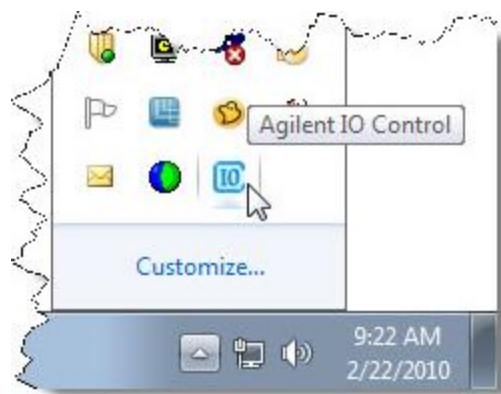 Agilent IO Control
IO
Customize...
9:22 AM
2/22/2010